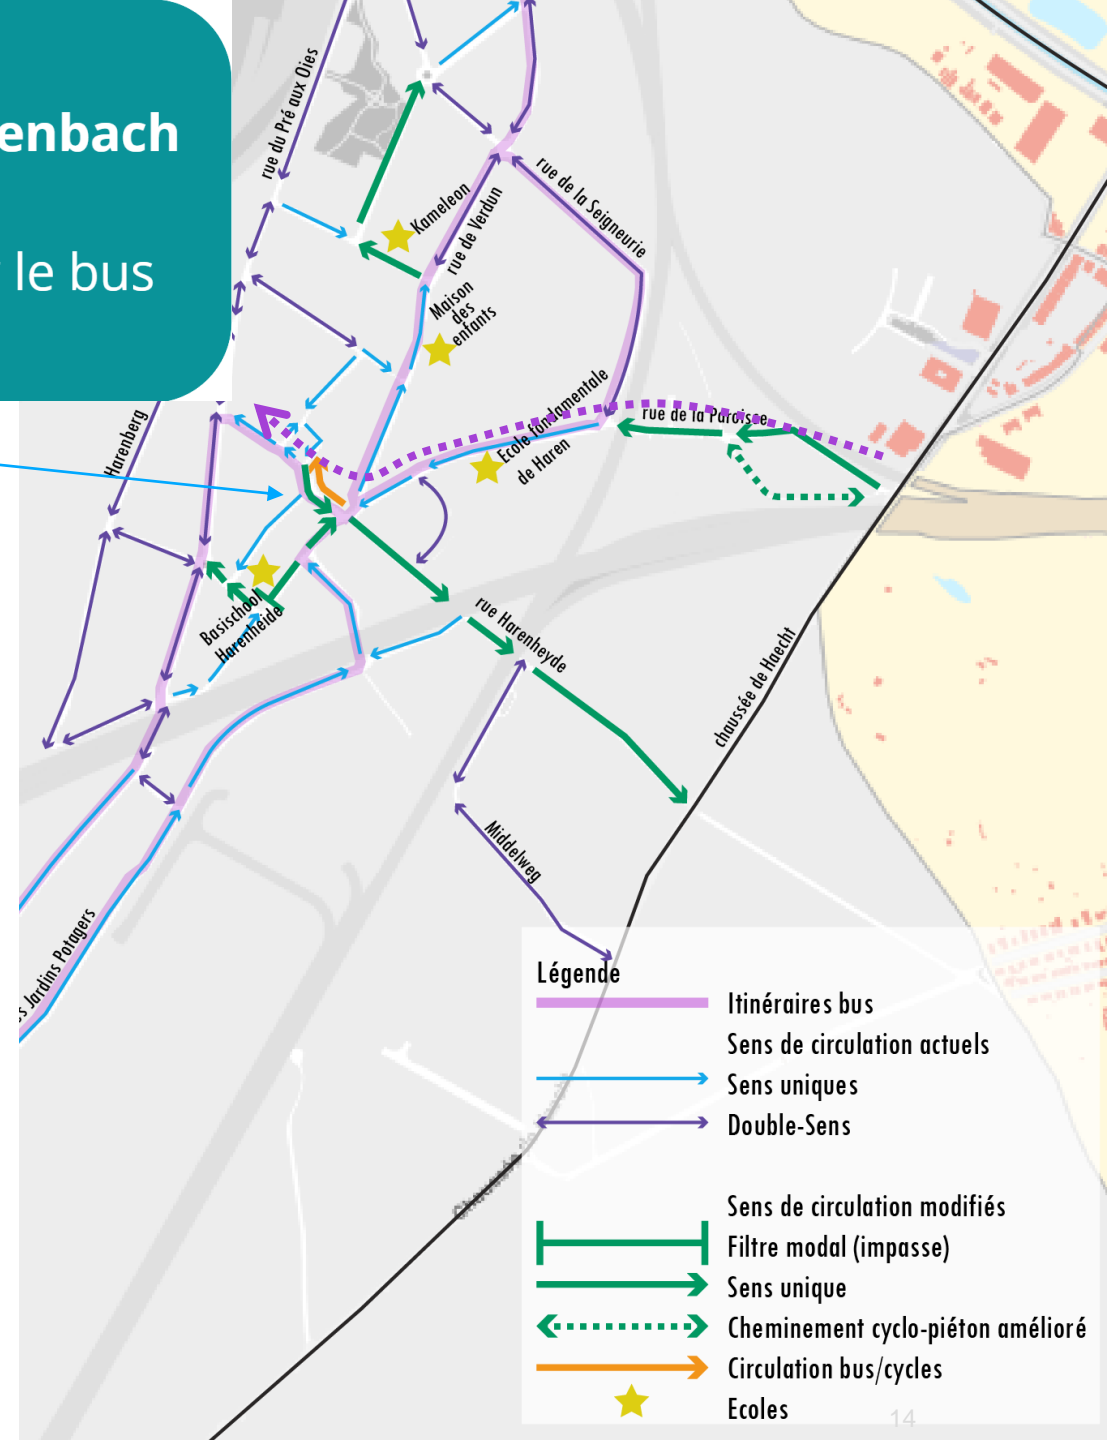 enbach
le bus
rue du Pré aux Oies
Kameleon
rue de Verdun
rue de la Seigneurie
Maison
des
enfants
Harenberg
Ecole fondamentale
de Haren
rue de la Paroisse
Basischool
Harenheide
rue Harenheyde
chaussée de Haecht
Middelweg
s Jardins Potagers
Légende
Itinéraires bus
Sens de circulation actuels
Sens uniques
Double-Sens
Sens de circulation modifiés
Filtre modal (impasse)
Sens unique
Cheminement cyclo-piéton amélioré
Circulation bus/cycles
Ecoles
14